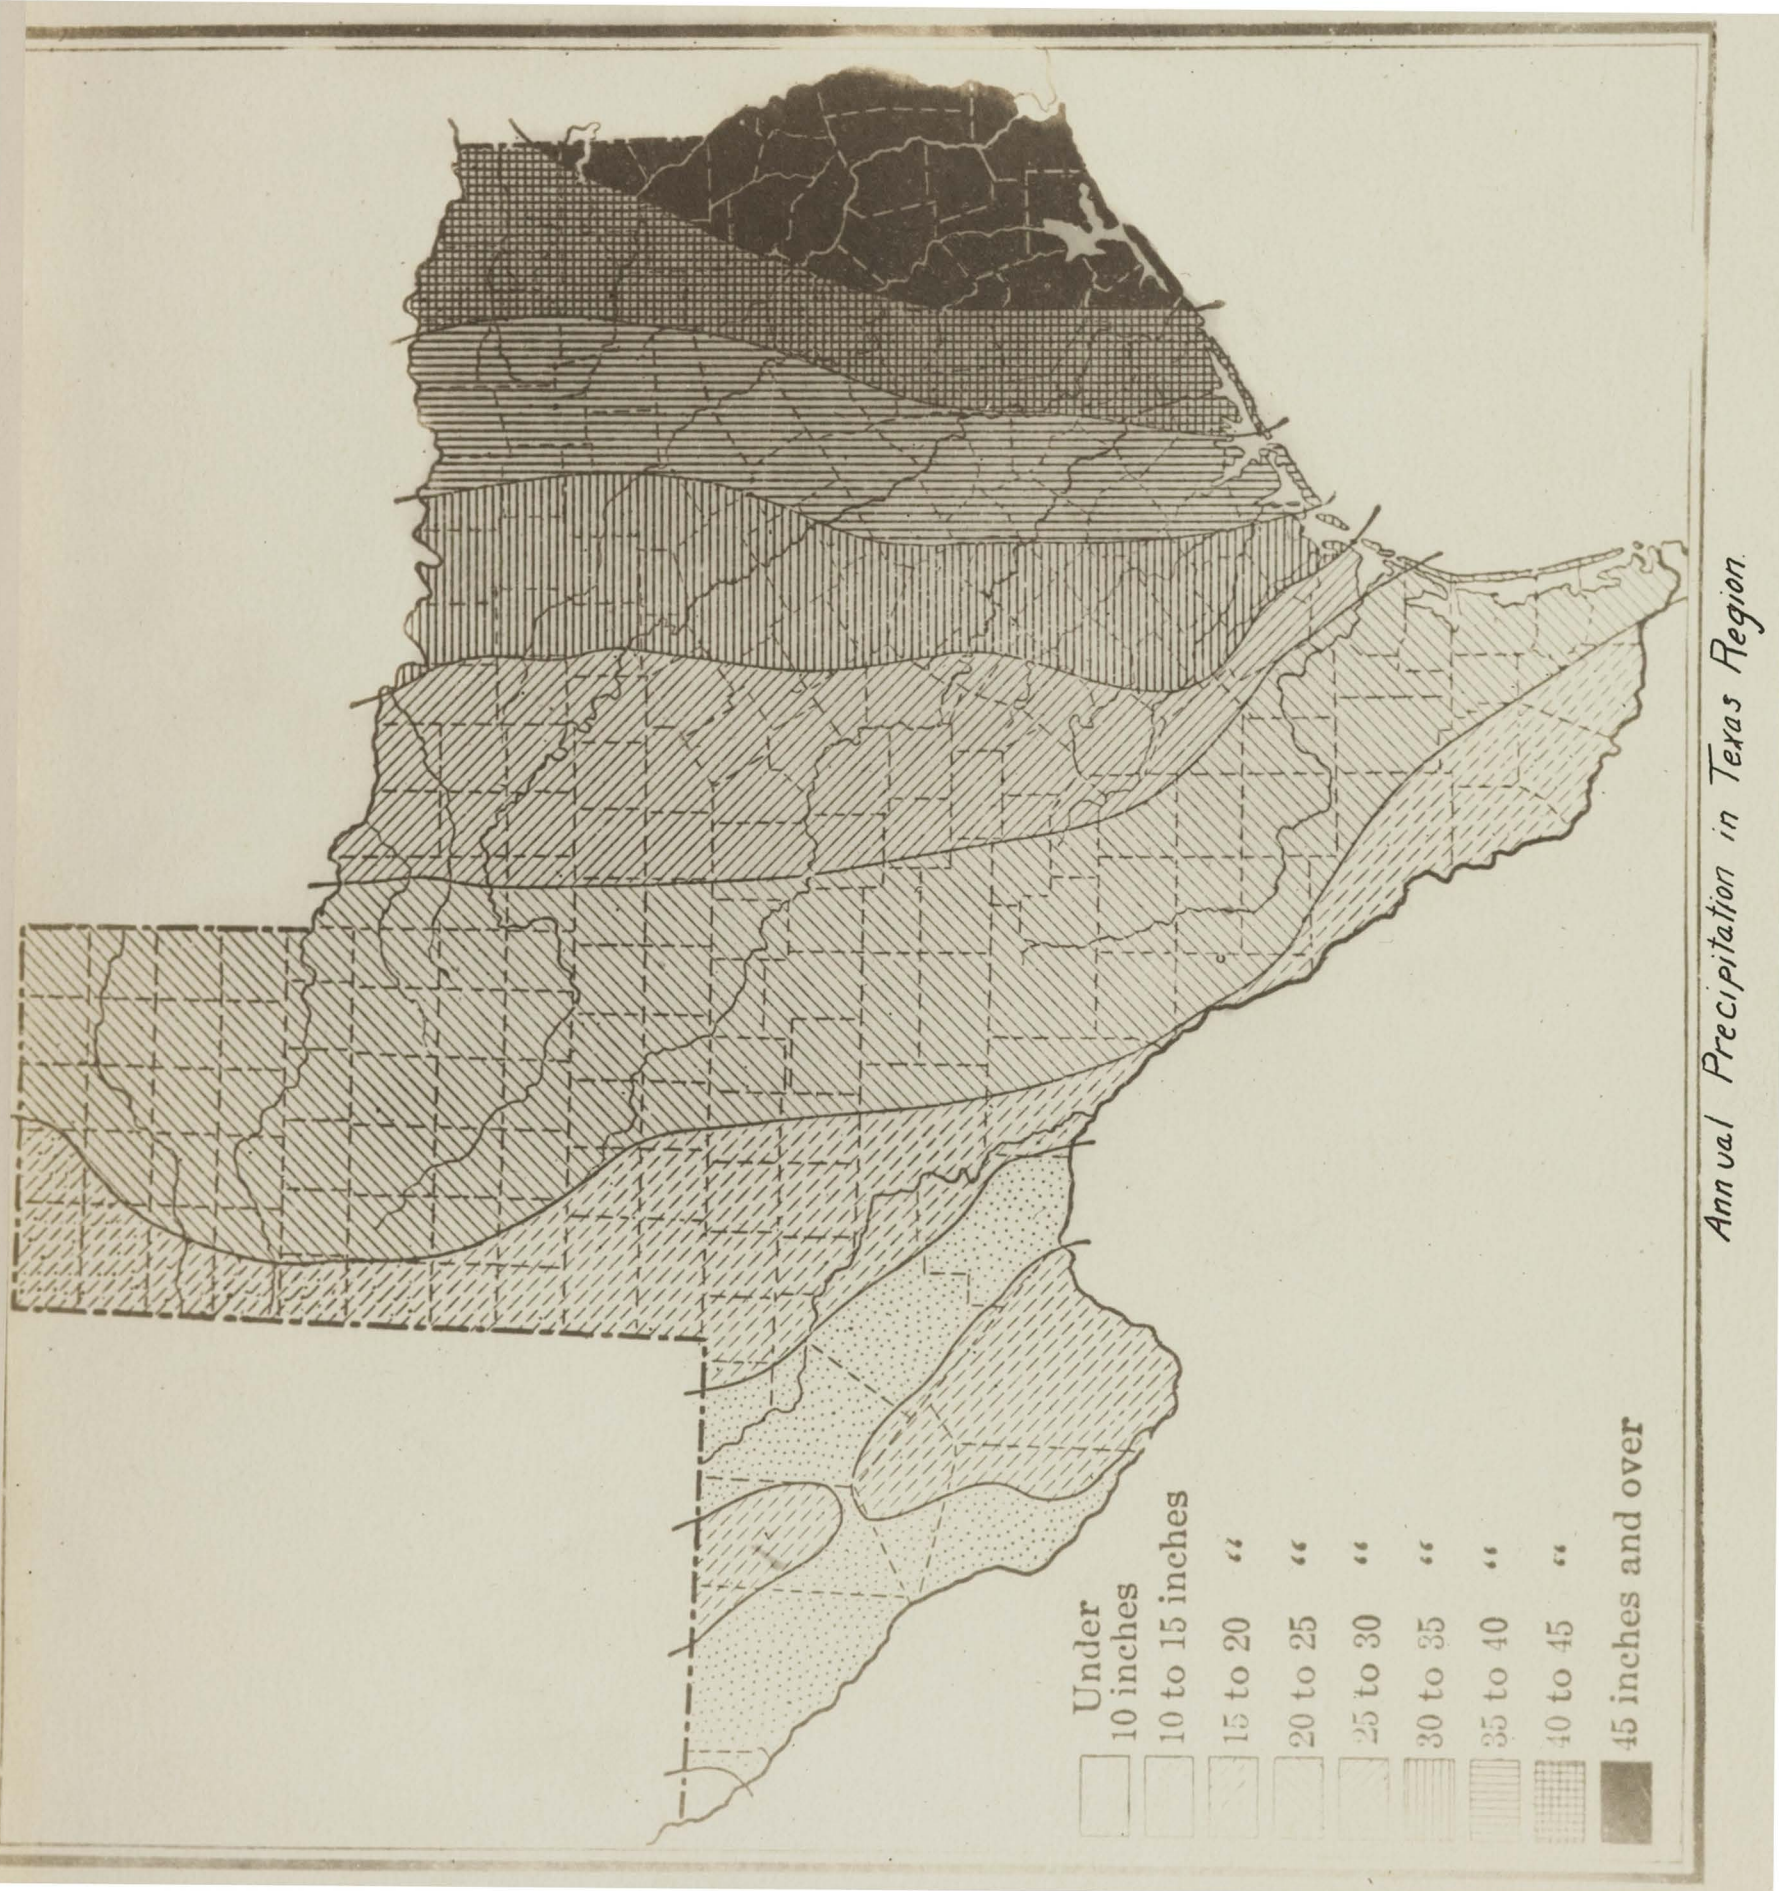 Under
10 inches
10 to 15 inches
15 to 20 "
20 to 25 "
25 to 30 "
30 to 35 "
35 to 40 "
40 to 45 "
45 inches and over
Annual Precipitation in Texas Region.